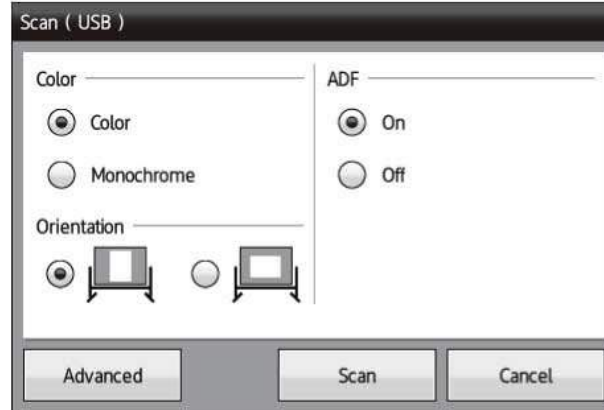 Scan ( USB )
Color
Color
Monochrome
Orientation
ADF
On
Off
Advanced
Scan
Cancel